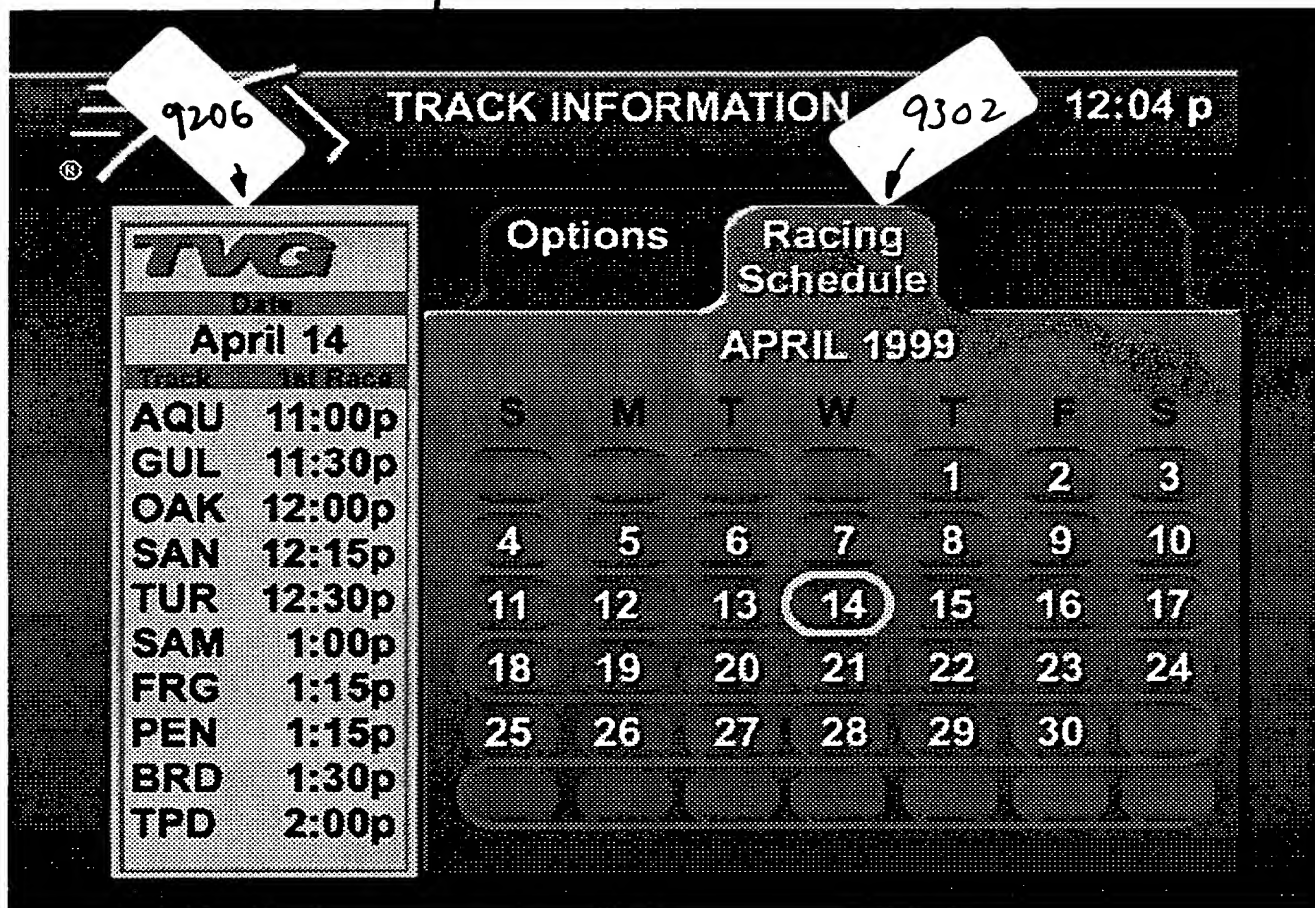 9206
TRACK INFORMATION
9302
12:04 p
®
TVG
Date
April 14
Track 1st Race
AQU 11:00p
GUL 11:30p
OAK 12:00p
SAN 12:15p
TUR 12:30p
SAM 1:00p
FRG 1:15p
PEN 1:15p
BRD 1:30p
TPD 2:00p
Options
Racing
Schedule
APRIL 1999
S M T W T F S
1 2 3
4 5 6 7 8 9 10
11 12 13 14 15 16 17
18 19 20 21 22 23 24
25 26 27 28 29 30